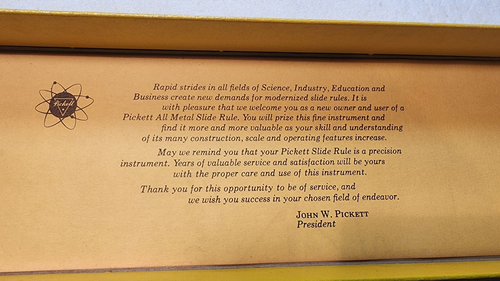 Pickett
Rapid strides in all fields of Science, Industry, Education and
Business create new demands for modernized slide rules. It is
with pleasure that we welcome you as a new owner and user of a
Pickett All Metal Slide Rule. You will prize this fine instrument and
find it more and more valuable as your skill and understanding
of its many construction, scale and operating features increase.
May we remind you that your Pickett Slide Rule is a precision
instrument. Years of valuable service and satisfaction will be yours
with the proper care and use of this instrument.
Thank you for this opportunity to be of service, and
we wish you success in your chosen field of endeavor.
JOHN W. PICKETT
President